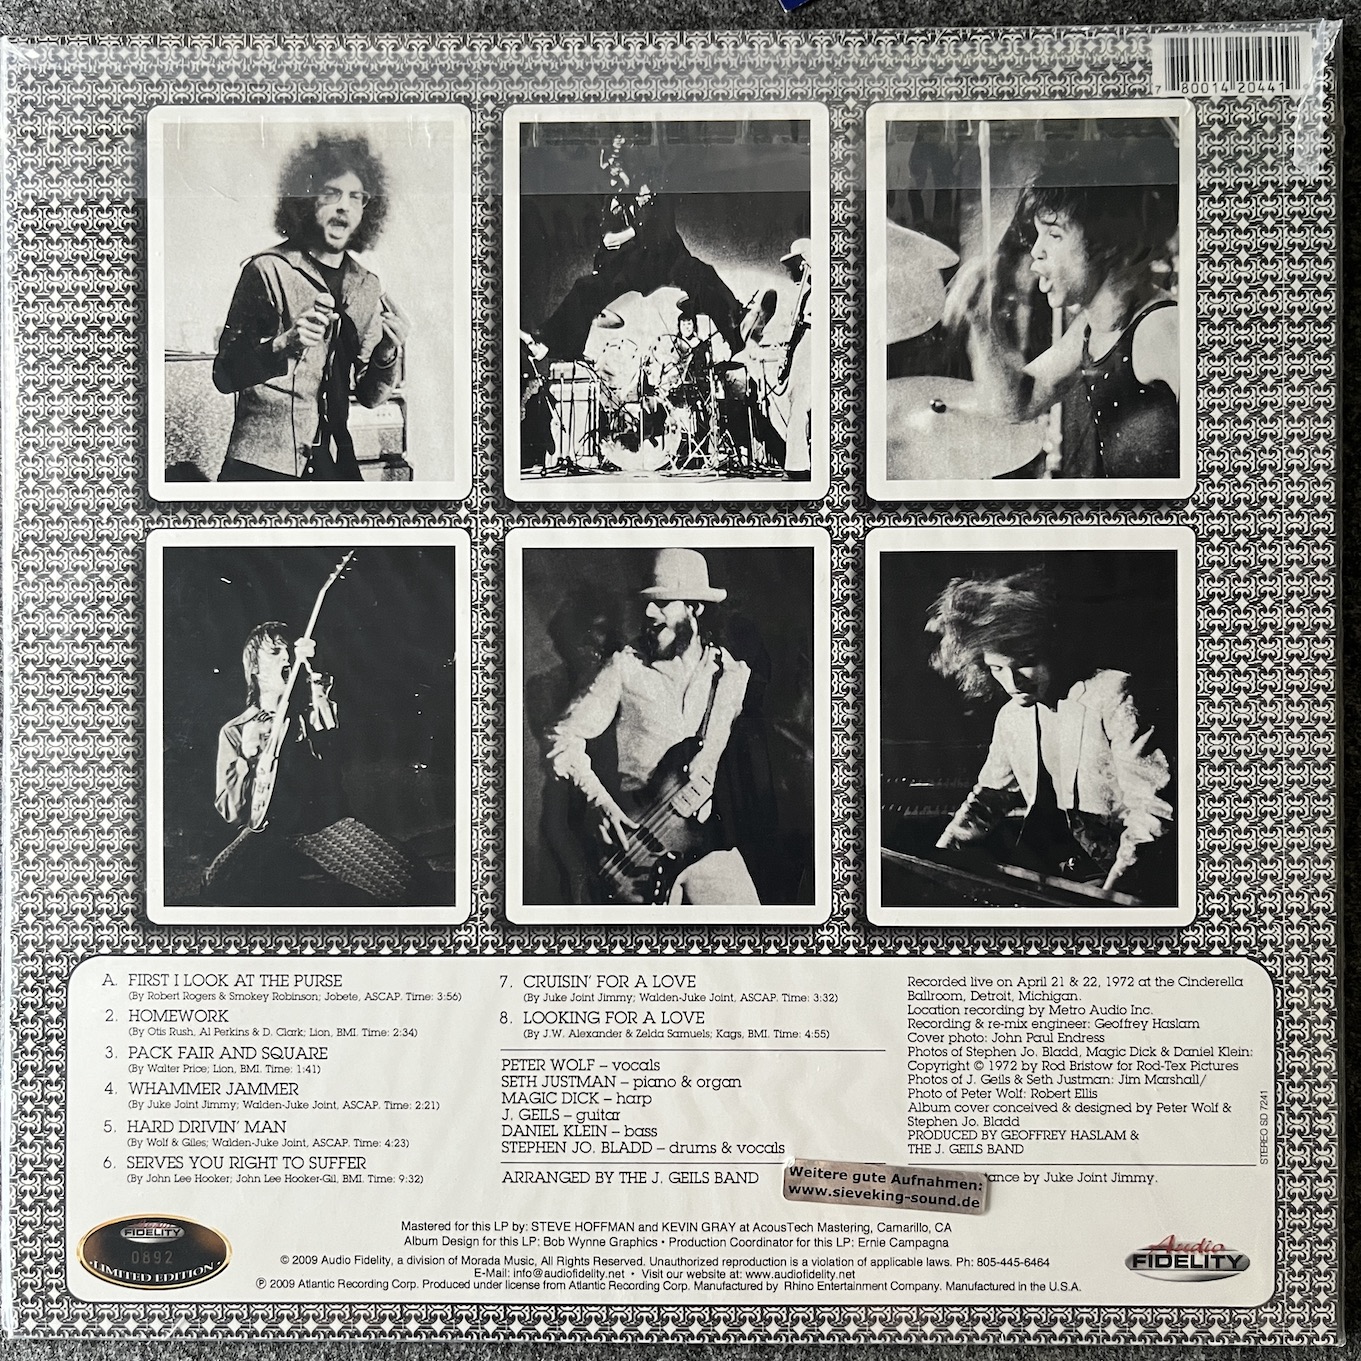 7 80014 20441
A. FIRST I LOOK AT THE PURSE
(By Robert Rogers & Smokey Robinson; Jobete, ASCAP. Time: 3:56)
2. HOMEWORK
(By Otis Rush, Al Perkins & D. Clark; Lion, BMI. Time: 2:34)
3. PACK FAIR AND SQUARE
(By Walter Price; Lion, BMI. Time: 1:41)
4. WHAMMER JAMMER
(By Juke Joint Jimmy; Walden-Juke Joint, ASCAP. Time: 2:21)
5. HARD DRIVIN' MAN
(By Wolf & Giles; Walden-Juke Joint, ASCAP. Time: 4:23)
6. SERVES YOU RIGHT TO SUFFER
(By John Lee Hooker; John Lee Hooker-Gil, BMI. Time: 9:32)
7. CRUISIN' FOR A LOVE
(By Juke Joint Jimmy; Walden-Juke Joint, ASCAP. Time: 3:32)
8. LOOKING FOR A LOVE
(By J.W. Alexander & Zelda Samuels; Kags, BMI. Time: 4:55)
PETER WOLF – vocals
SETH JUSTMAN – piano & organ
MAGIC DICK – harp
J. GEILS – guitar
DANIEL KLEIN – bass
STEPHEN JO. BLADD – drums & vocals
ARRANGED BY THE J. GEILS BAND
Recorded live on April 21 & 22, 1972 at the Cinderella
Ballroom, Detroit, Michigan.
Location recording by Metro Audio Inc.
Recording & re-mix engineer: Geoffrey Haslam
Cover photo: John Paul Endress
Photos of Stephen Jo. Bladd, Magic Dick & Daniel Klein:
Copyright © 1972 by Rod Bristow for Rod-Tex Pictures
Photos of J. Geils & Seth Justman: Jim Marshall/
Photo of Peter Wolf: Robert Ellis
Album cover conceived & designed by Peter Wolf &
Stephen Jo. Bladd
PRODUCED BY GEOFFREY HASLAM &
THE J. GEILS BAND
tance by Juke Joint Jimmy.
STEREO SD 7241
Weitere gute Aufnahmen:
www.sieveking-sound.de
Mastered for this LP by: STEVE HOFFMAN and KEVIN GRAY at AcousTech Mastering, Camarillo, CA
Album Design for this LP: Bob Wynne Graphics • Production Coordinator for this LP: Ernie Campagna
© 2009 Audio Fidelity, a division of Morada Music, All Rights Reserved. Unauthorized reproduction is a violation of applicable laws. Ph: 805-445-6464
E-Mail: info@audiofidelity.net • Visit our website at: www.audiofidelity.net
℗ 2009 Atlantic Recording Corp. Produced under license from Atlantic Recording Corp. Manufactured by Rhino Entertainment Company. Manufactured in the U.S.A.
Audio
FIDELITY
0892
·LIMITED EDITION·
Audio
FIDELITY